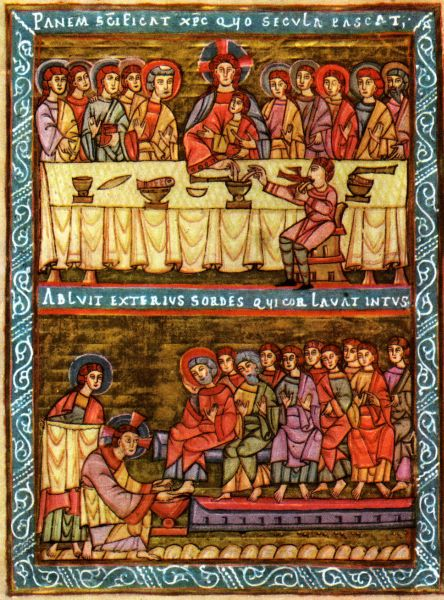 PANEM SCIFICAT XPC QVO SECVLA PASCAT;
ABLVIT EXTERIVS SORDES QVI COR LAVAT INTVS